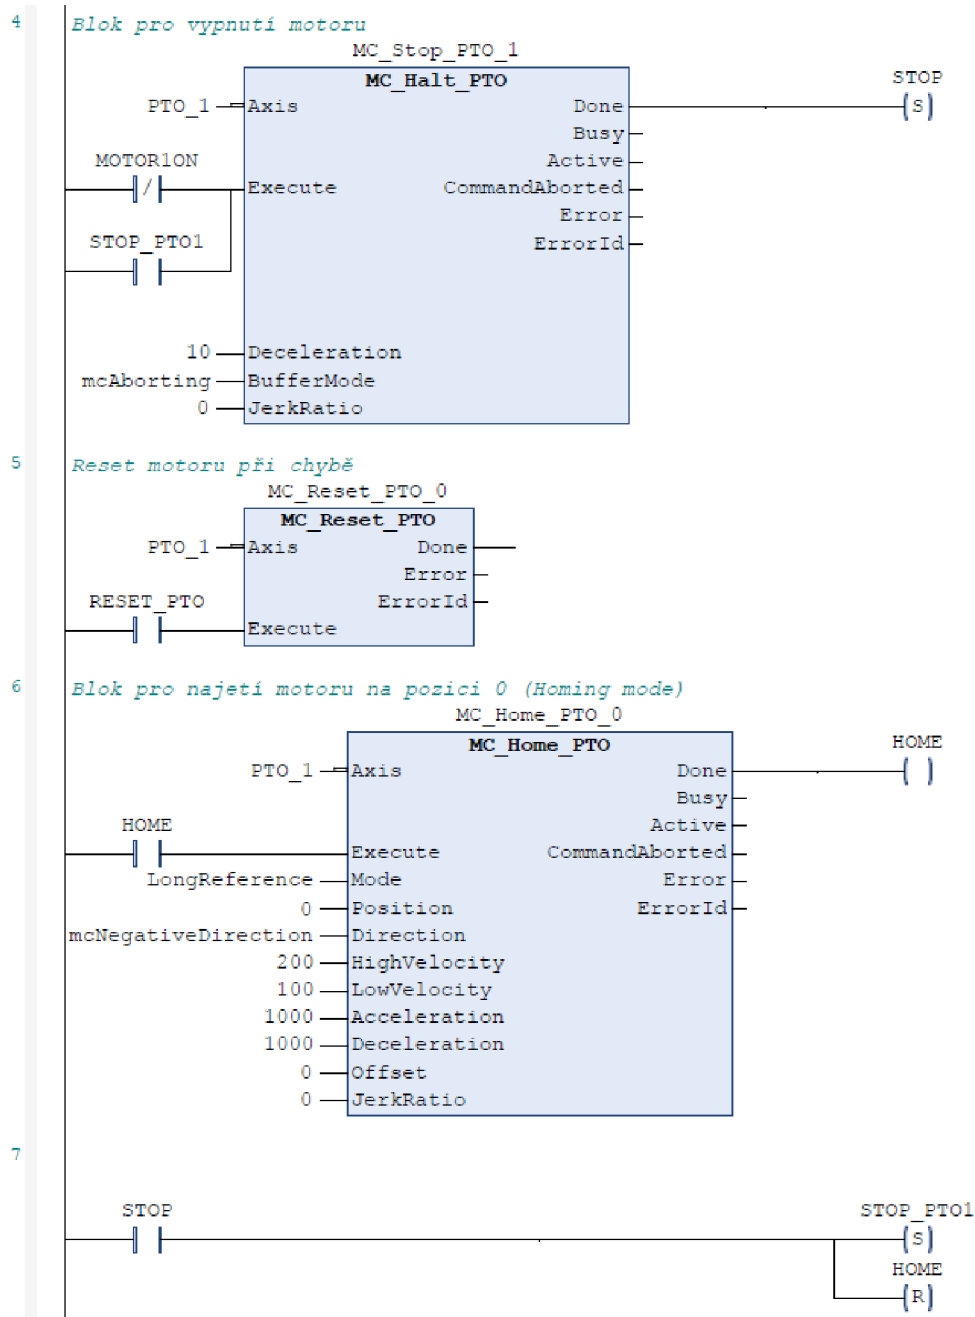 4 Blok pro vypnutí motoru
MC_Stop_PTO_1
MC_Halt_PTO
STOP
PTO_1 Axis Done (S)
Busy
MOTOR1ON Active
/ Execute CommandAborted
Error
STOP_PTO1 ErrorId
10 Deceleration
mcAborting BufferMode
0 JerkRatio
5 Reset motoru při chybě
MC_Reset_PTO_0
MC_Reset_PTO
PTO_1 Axis Done
Error
RESET_PTO ErrorId
Execute
6 Blok pro najetí motoru na pozici 0 (Homing mode)
MC_Home_PTO_0
MC_Home_PTO
HOME
PTO_1 Axis Done ( )
Busy
HOME Active
Execute CommandAborted
LongReference Mode Error
0 Position ErrorId
mcNegativeDirection Direction
200 HighVelocity
100 LowVelocity
1000 Acceleration
1000 Deceleration
0 Offset
0 JerkRatio
7
STOP STOP_PTO1
(S)
HOME
(R)